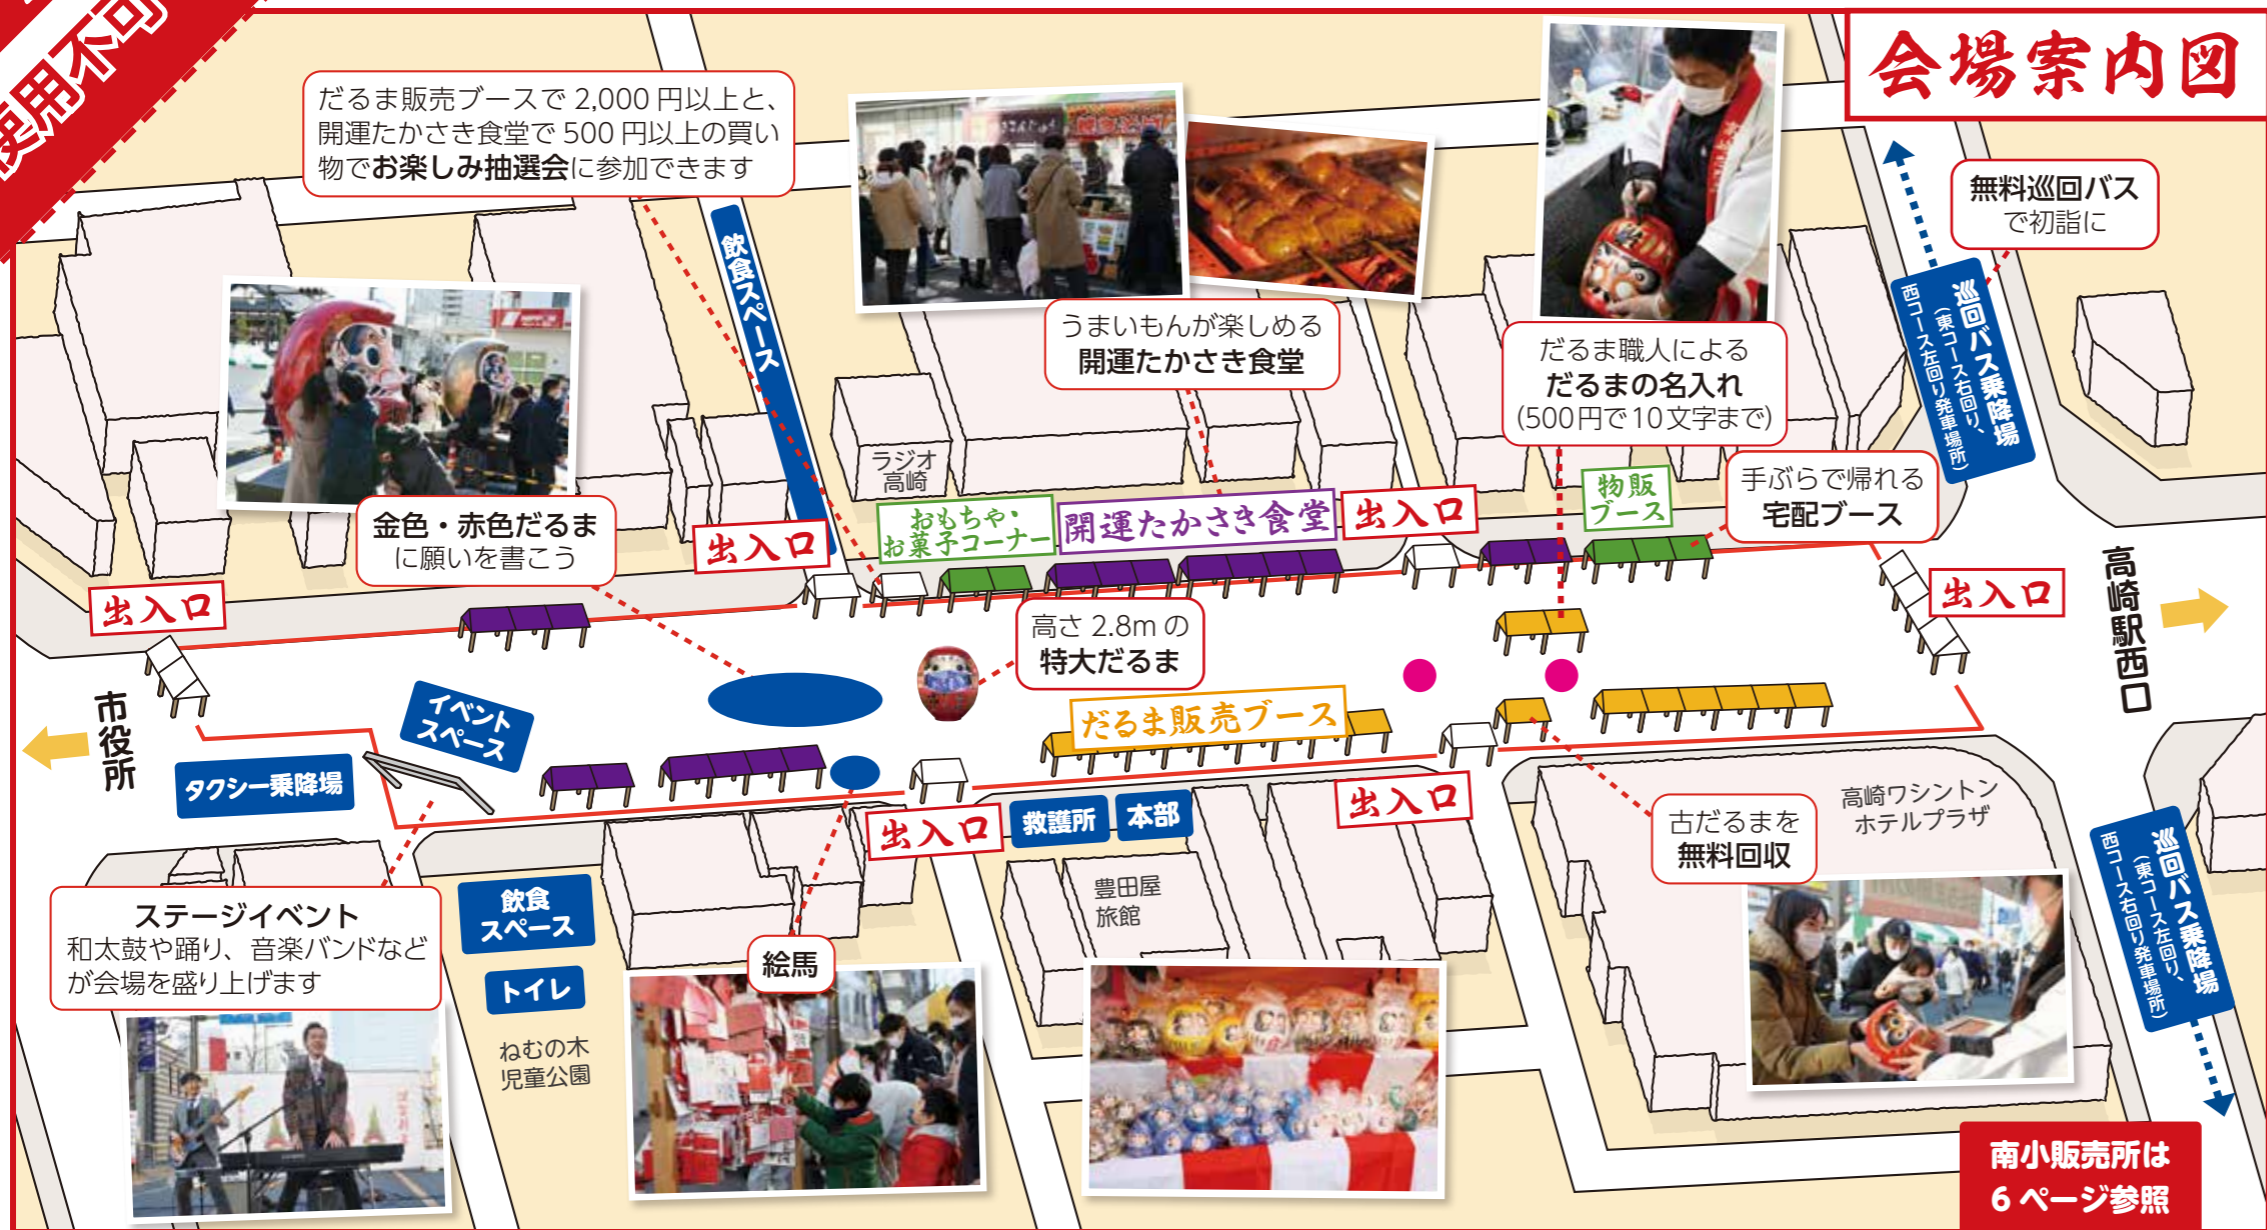 使用不可
会場案内図
だるま販売ブースで 2,000 円以上と、
開運たかさき食堂で 500 円以上の買い
物でお楽しみ抽選会に参加できます
無料巡回バス
で初詣に
飲食スペース
巡回バス乗降場
(東コース右回り、
西コース左回り発車場所)
うまいもんが楽しめる
開運たかさき食堂
だるま職人による
だるまの名入れ
(500円で10文字まで)
ラジオ
高崎
手ぶらで帰れる
宅配ブース
物販
ブース
金色・赤色だるま
に願いを書こう
おもちゃ・
お菓子コーナー
開運たかさき食堂
出入口
出入口
出入口
出入口
高崎駅西口
高さ 2.8m の
特大だるま
市役所
イベント
スペース
だるま販売ブース
タクシー乗降場
出入口
出入口
救護所
本部
古だるまを
無料回収
高崎ワシントン
ホテルプラザ
巡回バス乗降場
(東コース左回り、
西コース右回り発車場所)
ステージイベント
和太鼓や踊り、音楽バンドなど
が会場を盛り上げます
飲食
スペース
トイレ
ねむの木
児童公園
絵馬
豊田屋
旅館
南小販売所は
6 ページ参照